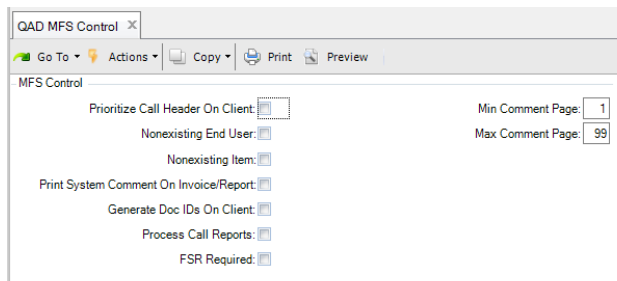 QAD MFS Control
Go To Actions Copy Print Preview
MFS Control
Prioritize Call Header On Client: Min Comment Page: 1
Nonexisting End User: Max Comment Page: 99
Nonexisting Item:
Print System Comment On Invoice/Report:
Generate Doc IDs On Client:
Process Call Reports:
FSR Required: